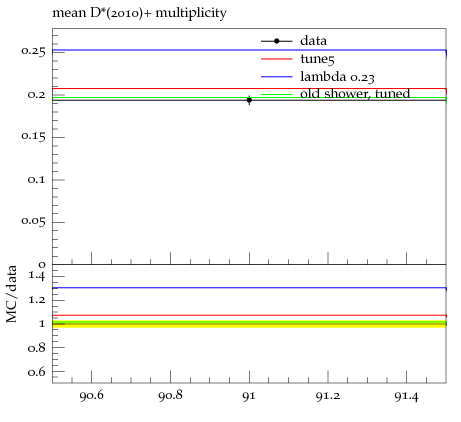 mean D*(2010)+ multiplicity
data
tune5
lambda 0.23
old shower, tuned
0.25
0.2
0.15
0.1
0.05
0
MC/data
1.4
1.2
1
0.8
0.6
90.6 90.8 91 91.2 91.4